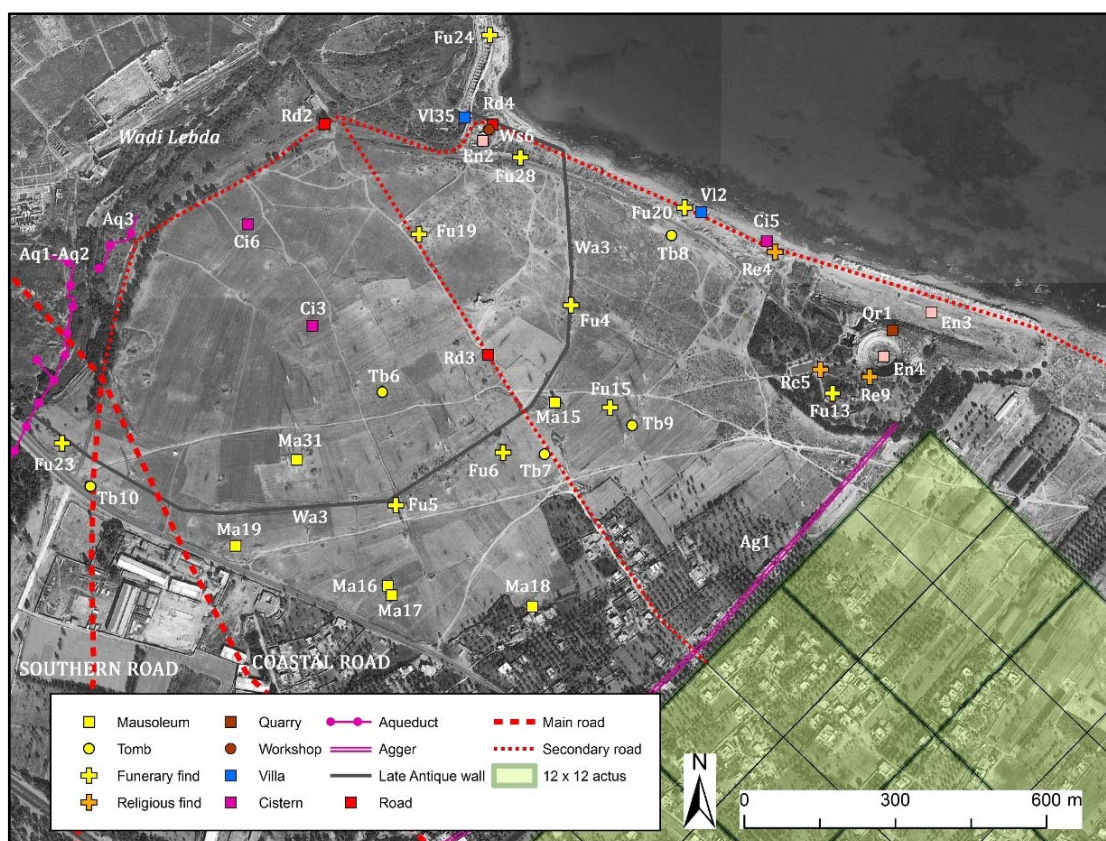 Fu24
Wadi Lebda
Rd2
Vl35
Rd4
Ws6
En2
Fu28
Aq3
Aq1-Aq2
Ci6
Fu19
Wa3
Fu20
Vl2
Tb8
Ci5
Re4
Ci3
Fu4
Qr1
En3
Rd3
En4
Tb6
Rc5
Re9
Fu13
Ma15
Fu15
Tb9
Ma31
Fu6
Tb7
Fu23
Tb10
Wa3
Fu5
Ma19
Ag1
Ma16
Ma17
Ma18
SOUTHERN ROAD
COASTAL ROAD
Mausoleum
Quarry
Aqueduct
Main road
Tomb
Workshop
Agger
Secondary road
Funerary find
Villa
Late Antique wall
12 x 12 actus
Religious find
Cistern
Road
N
0 300 600 m